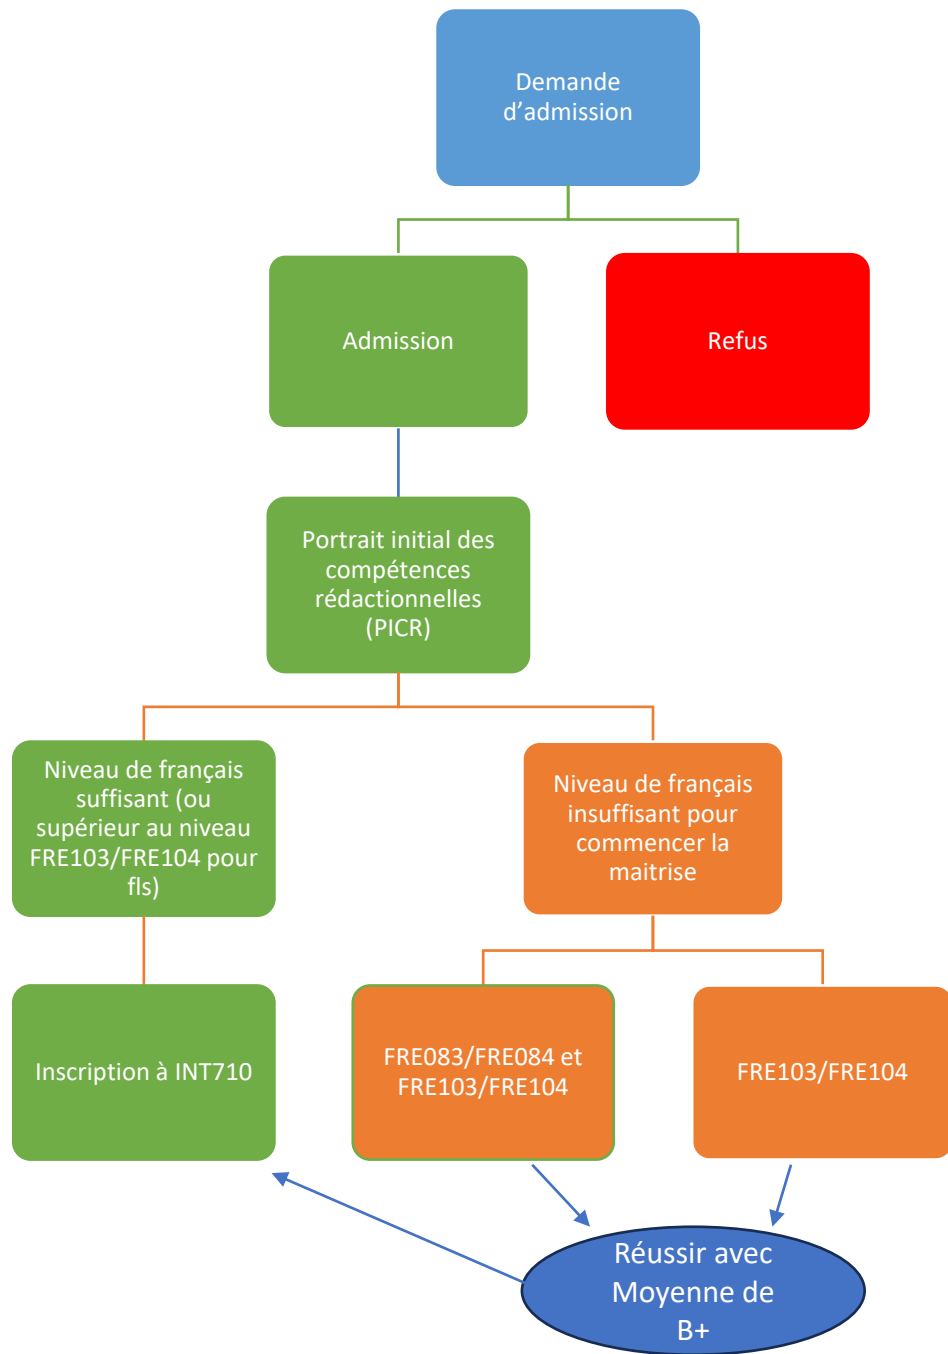 Demande
d’admission
Admission
Refus
Portrait initial des
compétences
rédactionnelles
(PICR)
Niveau de français
suffisant (ou
supérieur au niveau
FRE103/FRE104 pour
fls)
Niveau de français
insuffisant pour
commencer la
maitrise
Inscription à INT710
FRE083/FRE084 et
FRE103/FRE104
FRE103/FRE104
Réussir avec
Moyenne de
B+